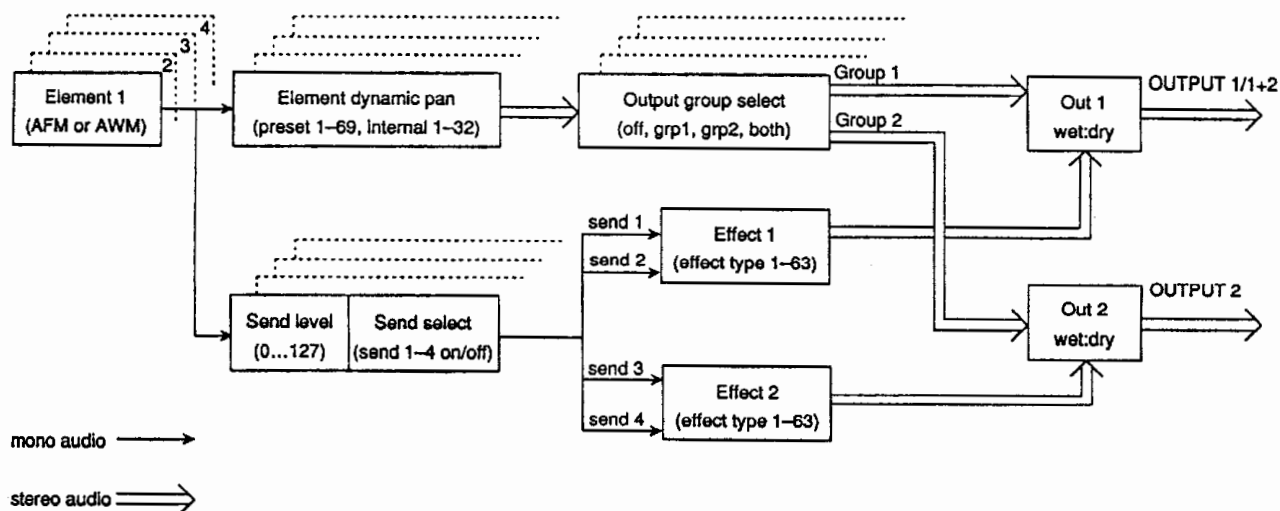 4
3
2
Element 1
(AFM or AWM)
Element dynamic pan
(preset 1–69, internal 1–32)
Output group select
(off, grp1, grp2, both)
Group 1
Group 2
Out 1
wet:dry
OUTPUT 1/1+2
send 1
send 2
Effect 1
(effect type 1–63)
Send level
(0...127)
Send select
(send 1–4 on/off)
Out 2
wet:dry
OUTPUT 2
send 3
send 4
Effect 2
(effect type 1–63)
mono audio
stereo audio